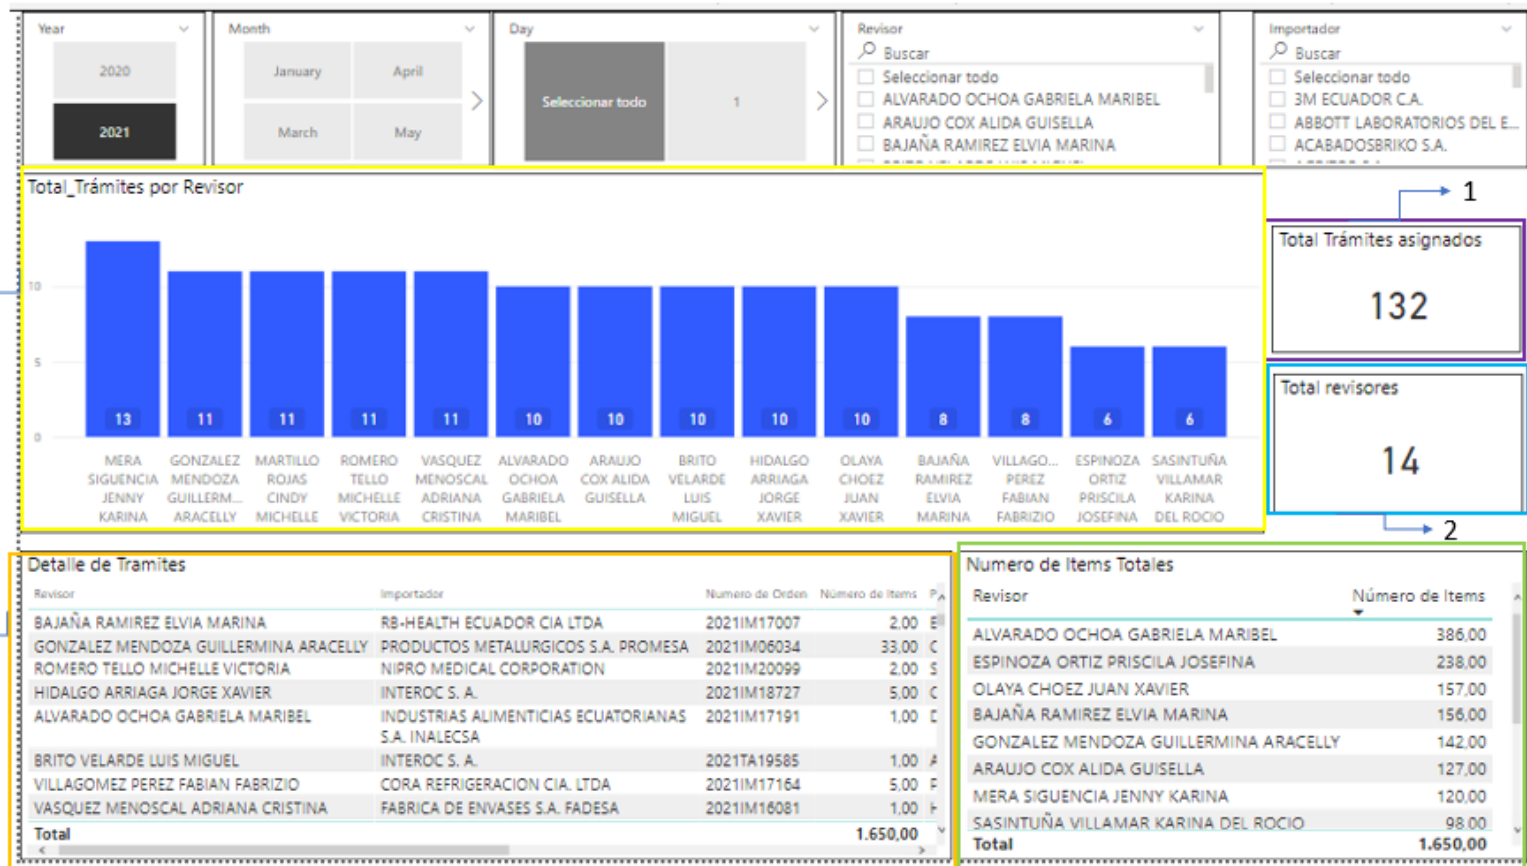 Year
2020
2021
Month
January April
March May
Day
Seleccionar todo 1
Revisor
Buscar
Seleccionar todo
ALVARADO OCHOA GABRIELA MARIBEL
ARAUJO COX ALIDA GUISELLA
BAJAÑA RAMIREZ ELVIA MARINA
Importador
Buscar
Seleccionar todo
3M ECUADOR C.A.
ABBOTT LABORATORIOS DEL E...
ACABADOSBRIKO S.A.
Total_Trámites por Revisor
10
5
0
13 11 11 11 11 10 10 10 10 10 8 8 6 6
MERA SIGUENCIA JENNY KARINA
GONZALEZ MENDOZA GUILLERM... ARACELLY
MARTILLO ROJAS CINDY MICHELLE
ROMERO TELLO MICHELLE VICTORIA
VASQUEZ MENOSCAL ADRIANA CRISTINA
ALVARADO OCHOA GABRIELA MARIBEL
ARAUJO COX ALIDA GUISELLA
BRITO VELARDE LUIS MIGUEL
HIDALGO ARRIAGA JORGE XAVIER
OLAYA CHOEZ JUAN XAVIER
BAJAÑA RAMIREZ ELVIA MARINA
VILLAGO... PEREZ FABIAN FABRIZIO
ESPINOZA ORTIZ PRISCILA JOSEFINA
SASINTUÑA VILLAMAR KARINA DEL ROCIO
1
Total Trámites asignados
132
Total revisores
14
2
Detalle de Tramites
Revisor Importador Numero de Orden Número de Items P
BAJAÑA RAMIREZ ELVIA MARINA RB-HEALTH ECUADOR CIA LTDA 2021IM17007 2,00
GONZALEZ MENDOZA GUILLERMINA ARACELLY PRODUCTOS METALURGICOS S.A. PROMESA 2021IM06034 33,00
ROMERO TELLO MICHELLE VICTORIA NIPRO MEDICAL CORPORATION 2021IM20099 2,00
HIDALGO ARRIAGA JORGE XAVIER INTEROC S. A. 2021IM18727 5,00
ALVARADO OCHOA GABRIELA MARIBEL INDUSTRIAS ALIMENTICIAS ECUATORIANAS 2021IM17191 1,00
S.A. INALECSA
BRITO VELARDE LUIS MIGUEL INTEROC S. A. 2021TA19585 1,00
VILLAGOMEZ PEREZ FABIAN FABRIZIO CORA REFRIGERACION CIA. LTDA 2021IM17164 5,00
VASQUEZ MENOSCAL ADRIANA CRISTINA FABRICA DE ENVASES S.A. FADESA 2021IM16081 1,00
Total 1.650,00
Numero de Items Totales
Revisor Número de Items
ALVARADO OCHOA GABRIELA MARIBEL 386,00
ESPINOZA ORTIZ PRISCILA JOSEFINA 238,00
OLAYA CHOEZ JUAN XAVIER 157,00
BAJAÑA RAMIREZ ELVIA MARINA 156,00
GONZALEZ MENDOZA GUILLERMINA ARACELLY 142,00
ARAUJO COX ALIDA GUISELLA 127,00
MERA SIGUENCIA JENNY KARINA 120,00
SASINTUÑA VILLAMAR KARINA DEL ROCIO 98,00
Total 1.650,00